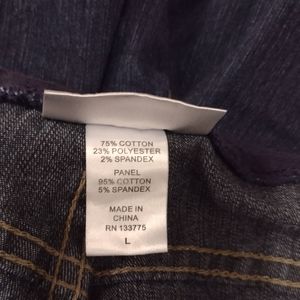 75% COTTON
23% POLYESTER
2% SPANDEX
PANEL
95% COTTON
5% SPANDEX
MADE IN
CHINA
RN 133775
L